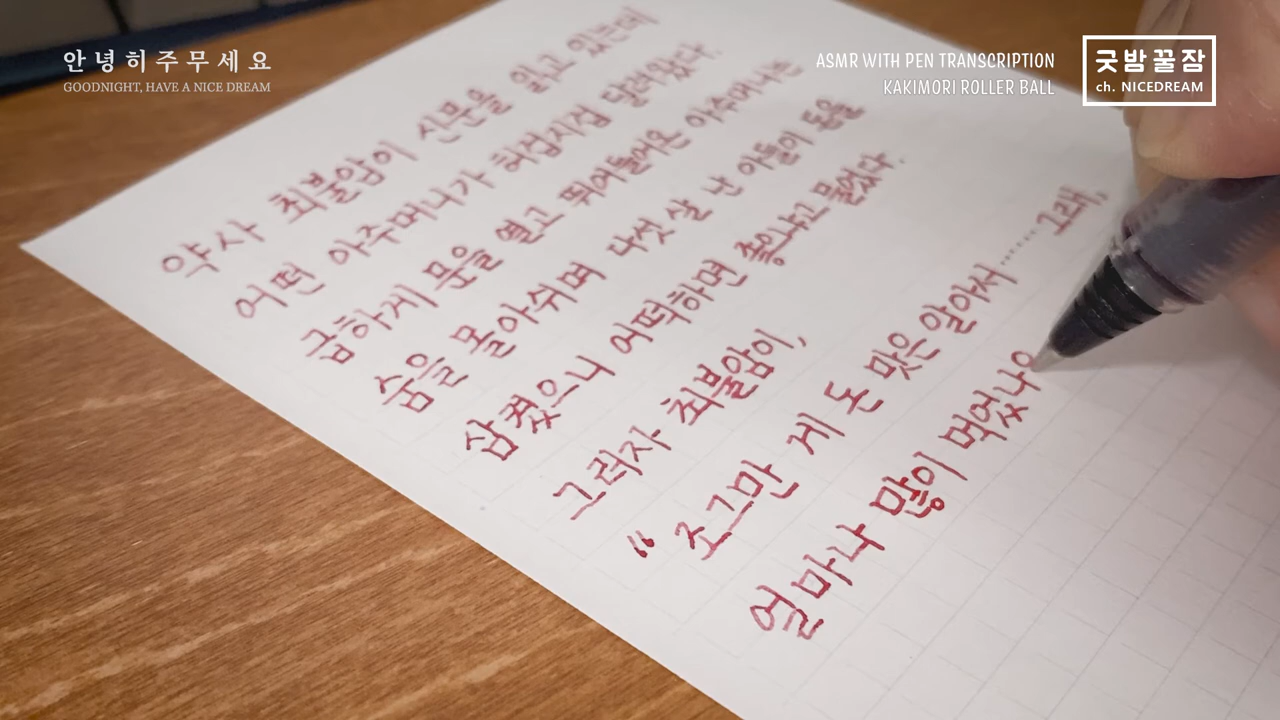 안녕히주무세요
GOODNIGHT, HAVE A NICE DREAM
ASMR WITH PEN TRANSCRIPTION
KAKIMORI ROLLER BALL
굿밤꿀잠
ch. NICEDREAM
약사 최불암이 신문을 읽고 있는데
어떤 아주머니가 허겁지겁 달려왔다.
급하게 문을 열고 뛰어들어온 아주머니는
숨을 몰아쉬며 다섯 살 난 아들이 돈을
삼켰으니 어떡하면 좋냐고 물었다.
그러자 최불암이,
“조그만 게 돈 맛은 알아서 ...... 그래,
얼마나 많이 먹었나요